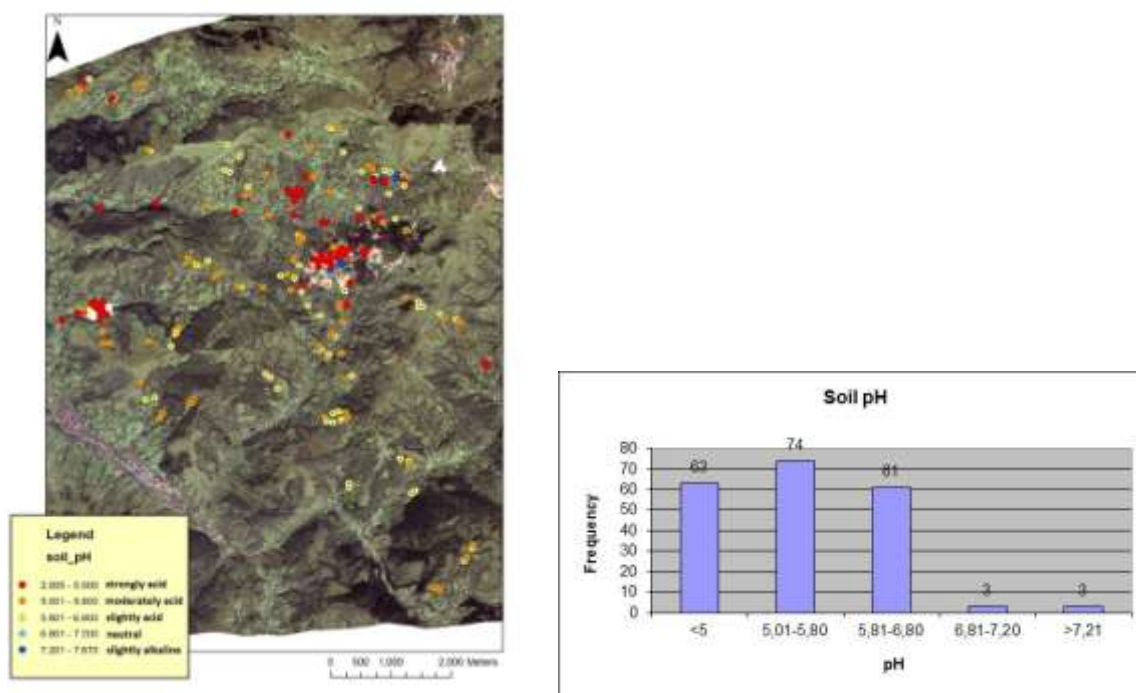 N
Legend
soil_pH
strongly acid
moderately acid
slightly acid
neutral
slightly alkaline
0 500 1,000 2,000 Meters
Soil pH
Frequency
80
70
60
50
40
30
20
10
0
63
74
61
3
3
<5
5,01-5,80
5,81-6,80
6,81-7,20
>7,21
pH